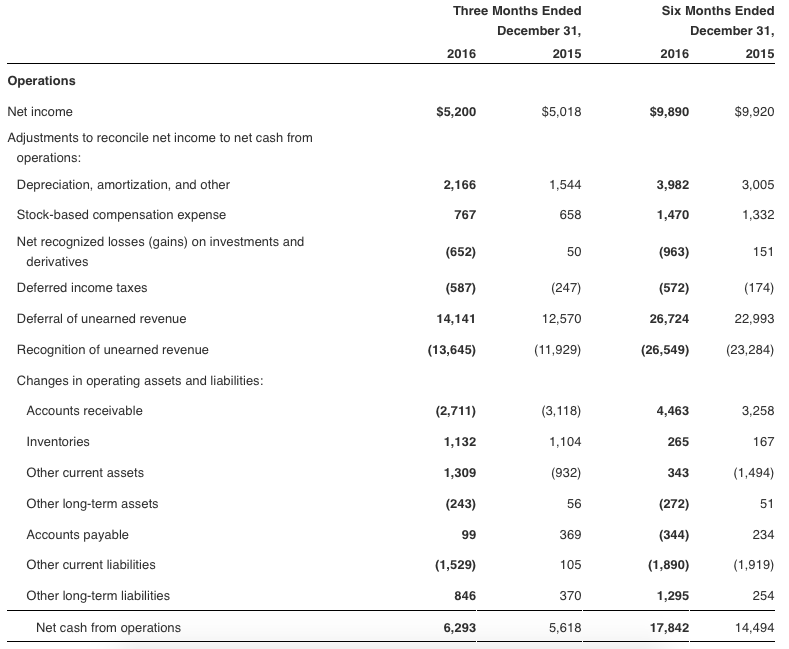 Three Months Ended Six Months Ended
December 31, December 31,
2016 2015 2016 2015
Operations
Net income $5,200 $5,018 $9,890 $9,920
Adjustments to reconcile net income to net cash from
operations:
Depreciation, amortization, and other 2,166 1,544 3,982 3,005
Stock-based compensation expense 767 658 1,470 1,332
Net recognized losses (gains) on investments and
derivatives (652) 50 (963) 151
Deferred income taxes (587) (247) (572) (174)
Deferral of unearned revenue 14,141 12,570 26,724 22,993
Recognition of unearned revenue (13,645) (11,929) (26,549) (23,284)
Changes in operating assets and liabilities:
Accounts receivable (2,711) (3,118) 4,463 3,258
Inventories 1,132 1,104 265 167
Other current assets 1,309 (932) 343 (1,494)
Other long-term assets (243) 56 (272) 51
Accounts payable 99 369 (344) 234
Other current liabilities (1,529) 105 (1,890) (1,919)
Other long-term liabilities 846 370 1,295 254
Net cash from operations 6,293 5,618 17,842 14,494